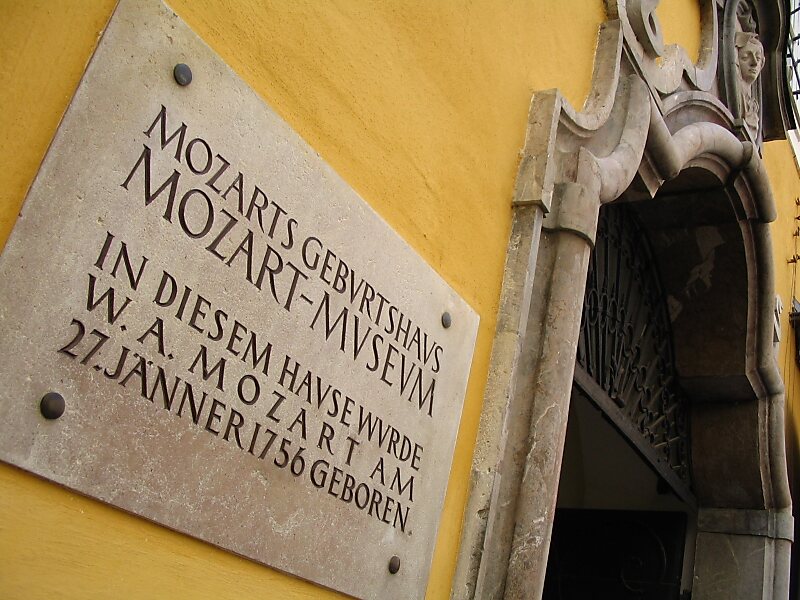 MOZARTS GEBVRTSHAVS
MOZART-MVSEVM
IN DIESEM HAVSE WVRDE
W. A. MOZART AM
27. JÄNNER 1756 GEBOREN.